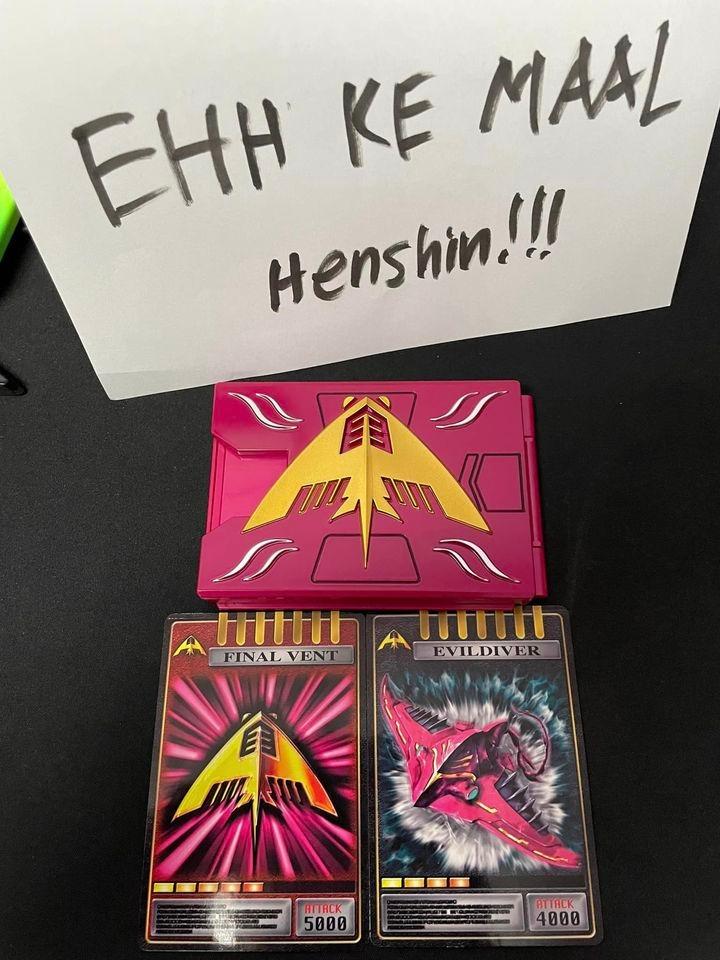 EHH KE MAAL
Henshin!!!
FINAL VENT
EVILDIVER
ATTACK
5000
ATTACK
4000